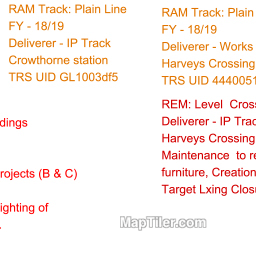 RAM Track: Plain Line
FY - 18/19
Deliverer - IP Track
Crowthorne station
TRS UID GL1003df5
RAM Track: Plain
FY - 18/19
Deliverer - Works
Harveys Crossing
TRS UID 4440051
REM: Level Cross
Deliverer - IP Trac
Harveys Crossing
Maintenance to re
furniture, Creation
Target Lxing Closu
dings
rojects (B & C)
ighting of
MapTiler.com